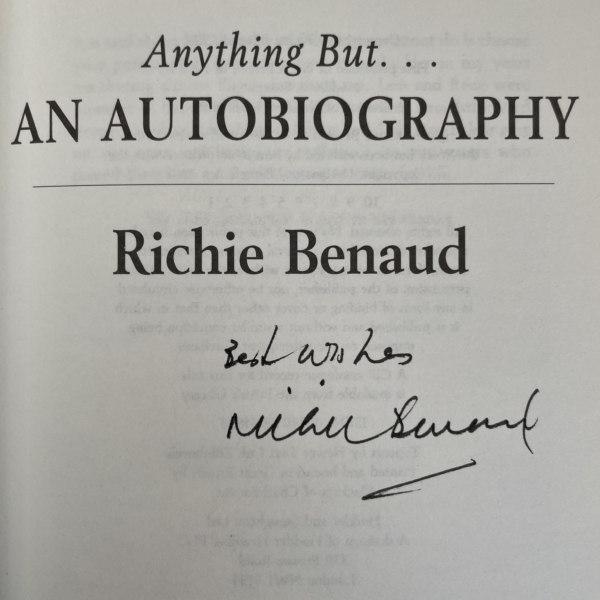 Anything But. . .
AN AUTOBIOGRAPHY
Richie Benaud
Best wishes
Richie Benaud